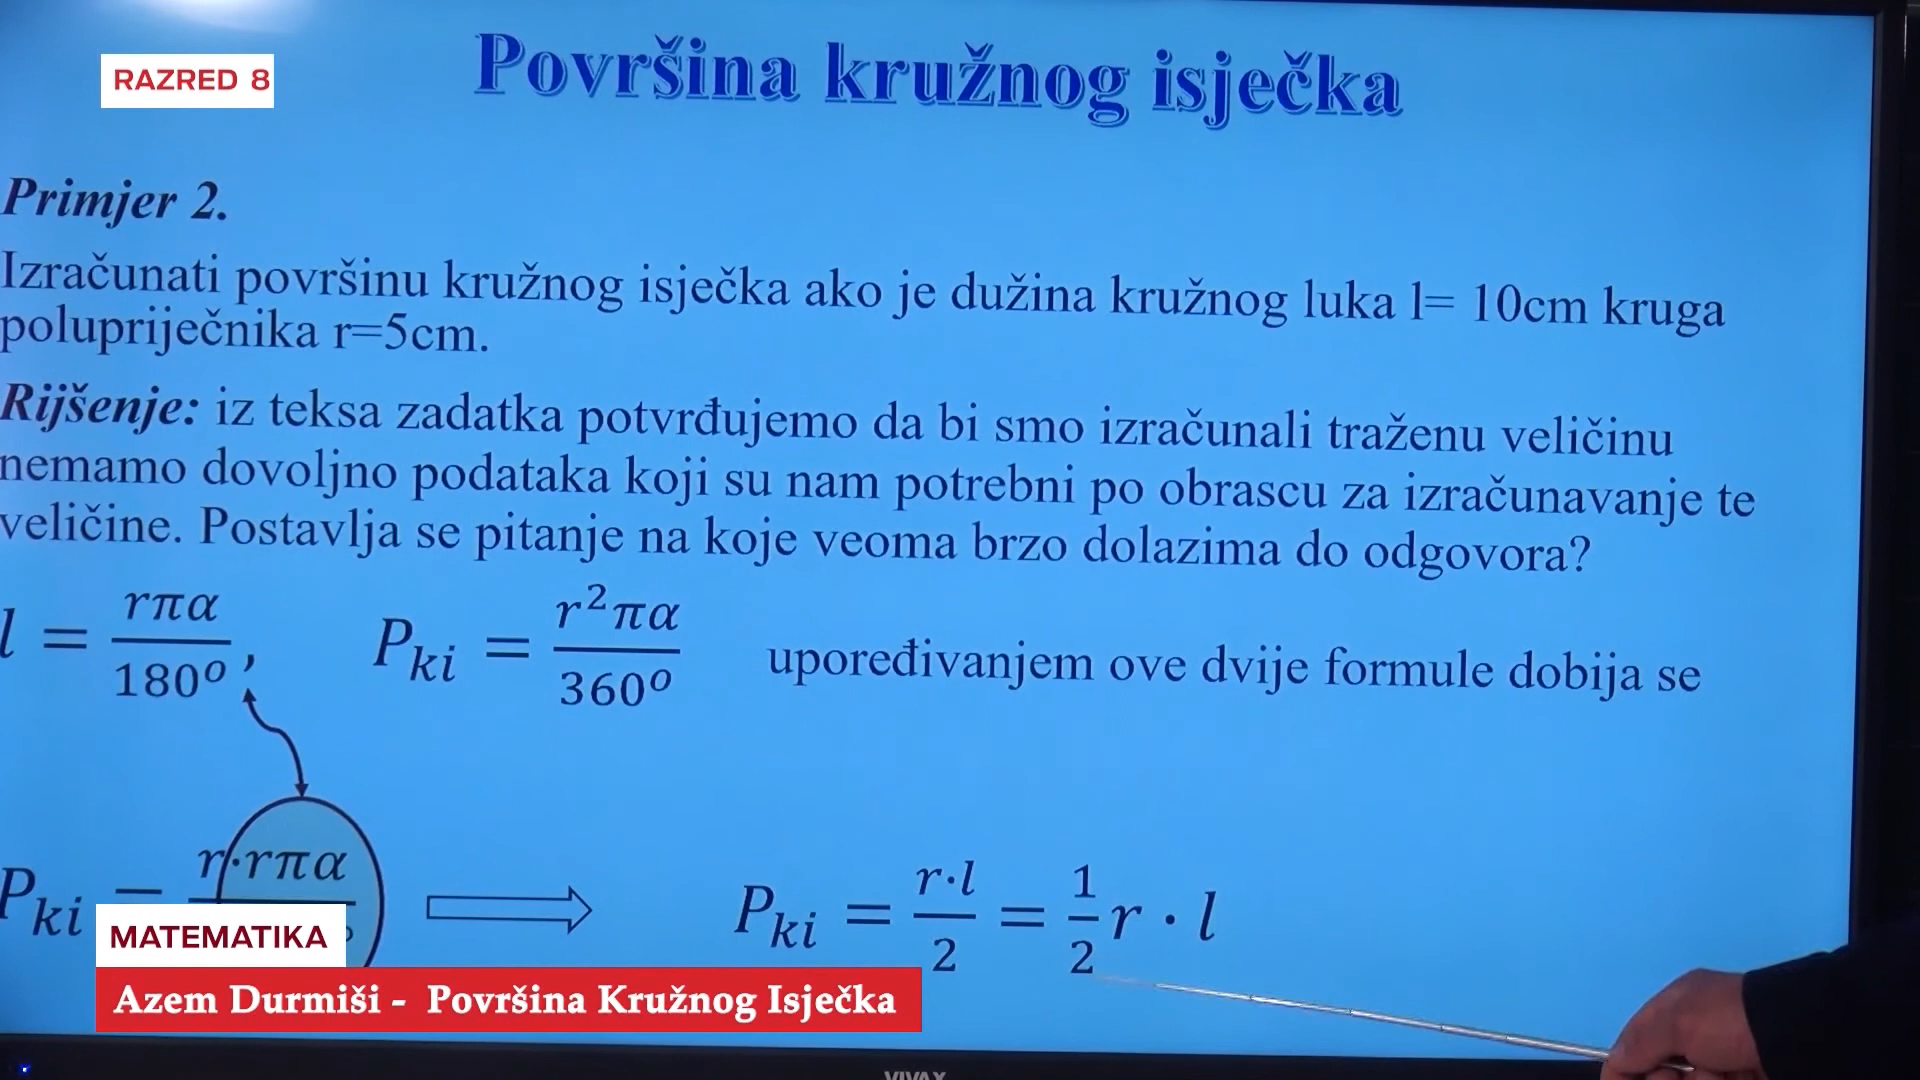 Površina kružnog isječka
RAZRED 8
Primjer 2.
Izračunati površinu kružnog isječka ako je dužina kružnog luka l= 10cm kruga
polupriječnika r=5cm.
Rijšenje: iz teksa zadatka potvrđujemo da bi smo izračunali traženu veličinu
nemamo dovoljno podataka koji su nam potrebni po obrascu za izračunavanje te
veličine. Postavlja se pitanje na koje veoma brzo dolazima do odgovora?
l = rπα/180º, P_ki = r²πα/360º upoređivanjem ove dvije formule dobija se
P_ki = r·rπα
P_ki = r·l/2 = 1/2 r · l
MATEMATIKA
Azem Durmiši - Površina Kružnog Isječka
VIVAX